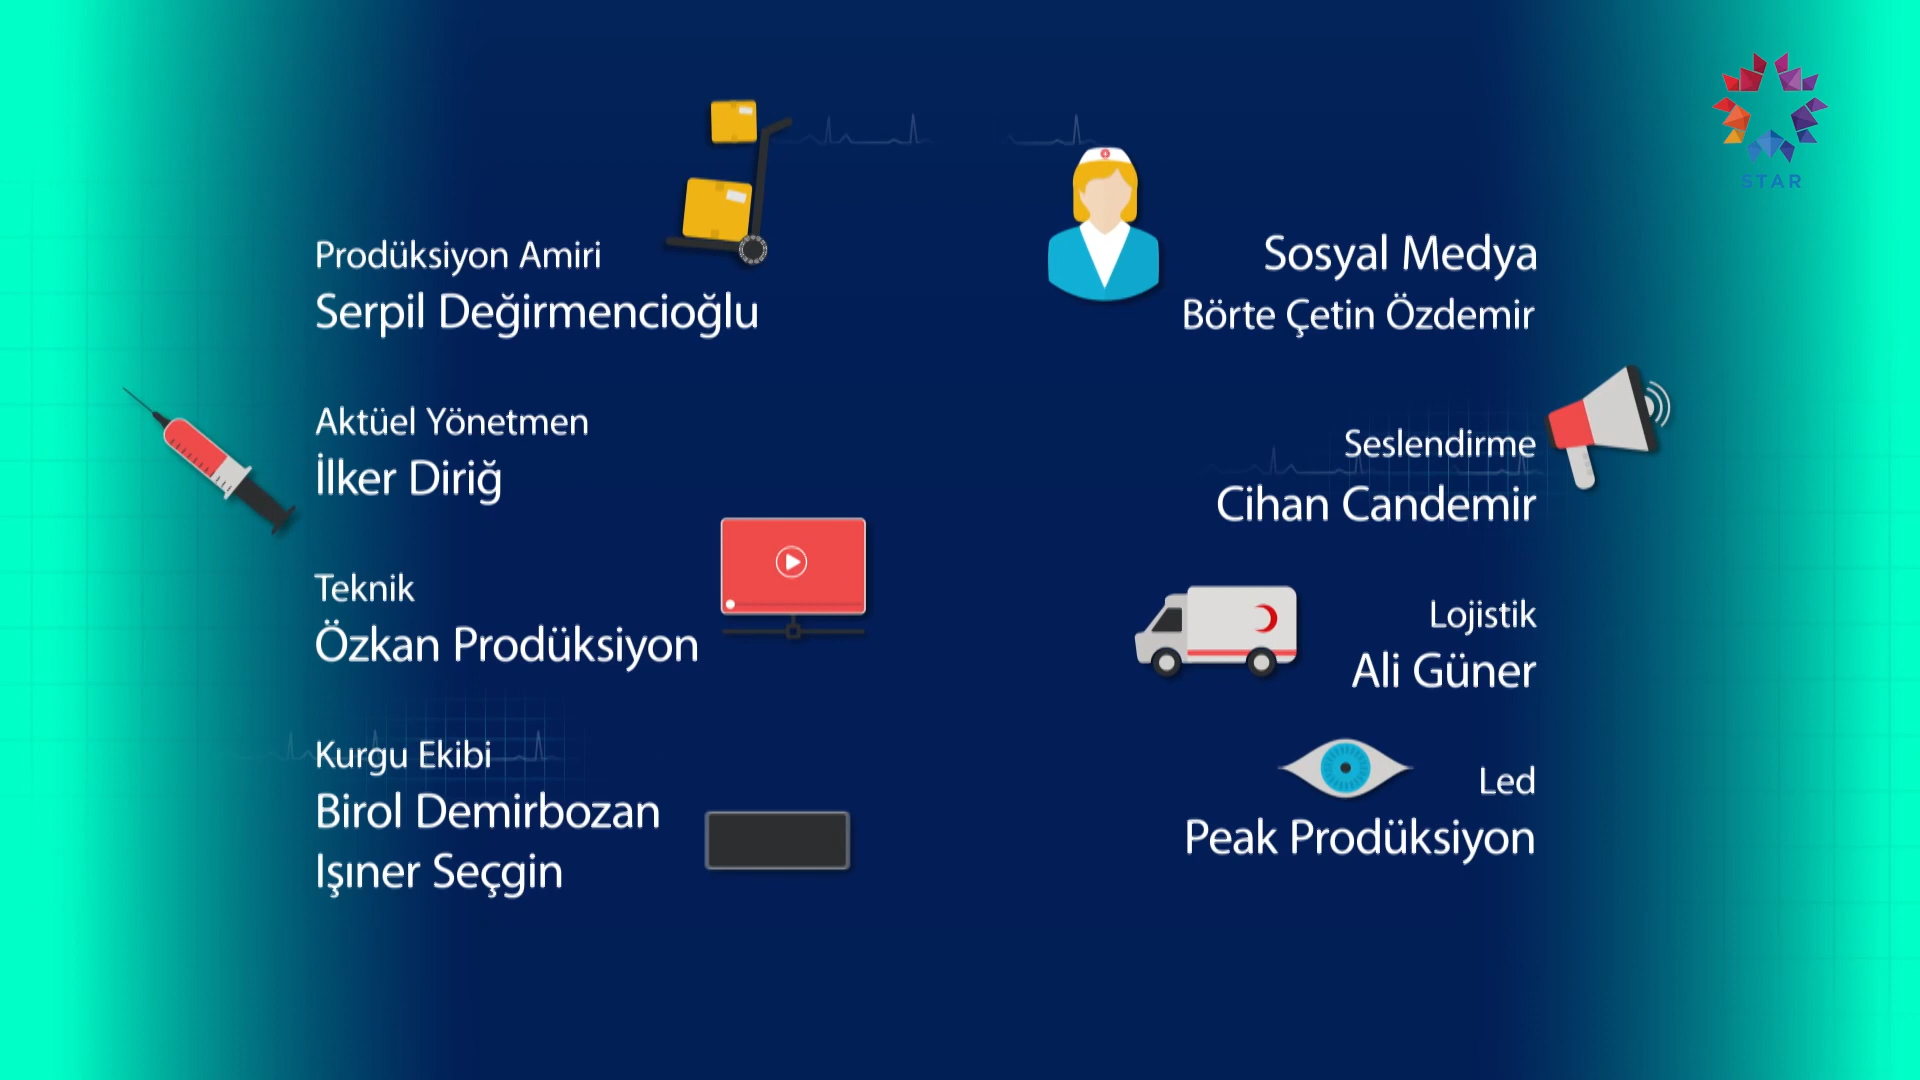 Prodüksiyon Amiri
Serpil Değirmencioğlu
Aktüel Yönetmen
İlker Diriğ
Teknik
Özkan Prodüksiyon
Kurgu Ekibi
Birol Demirbozan
Işıner Seçgin
STAR
Sosyal Medya
Börte Çetin Özdemir
Seslendirme
Cihan Candemir
Lojistik
Ali Güner
Led
Peak Prodüksiyon